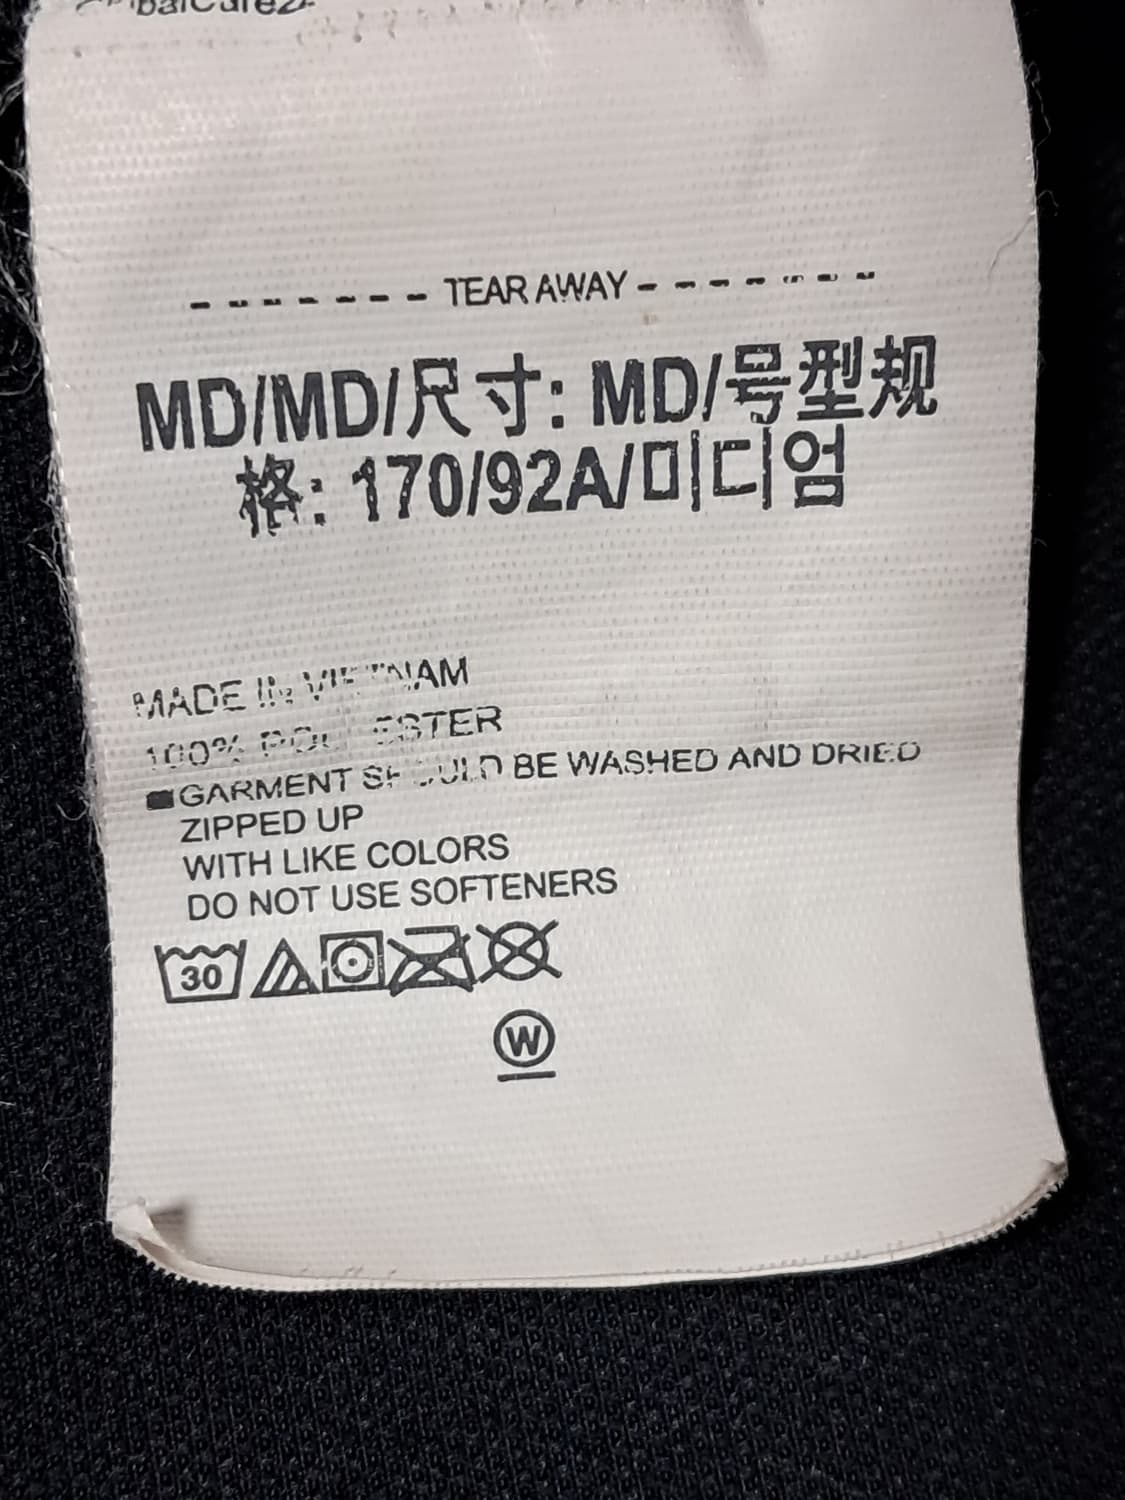 TEAR AWAY
MD/MD/尺寸: MD/号型规
格: 170/92A/미디엄
MADE IN VIETNAM
100% POLYESTER
GARMENT SHOULD BE WASHED AND DRIED
ZIPPED UP
WITH LIKE COLORS
DO NOT USE SOFTENERS
30
W